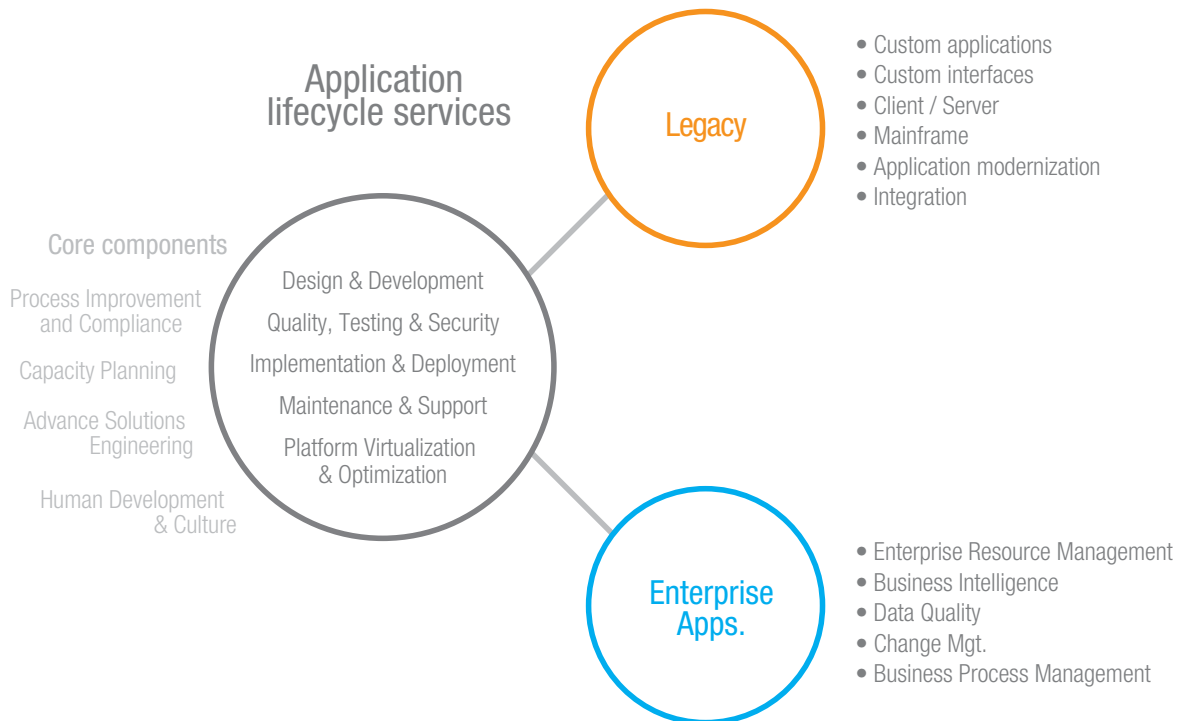 Application
lifecycle services
Core components
Process Improvement
and Compliance
Capacity Planning
Advance Solutions
Engineering
Human Development
& Culture
Design & Development
Quality, Testing & Security
Implementation & Deployment
Maintenance & Support
Platform Virtualization
& Optimization
Legacy
• Custom applications
• Custom interfaces
• Client / Server
• Mainframe
• Application modernization
• Integration
Enterprise
Apps.
• Enterprise Resource Management
• Business Intelligence
• Data Quality
• Change Mgt.
• Business Process Management